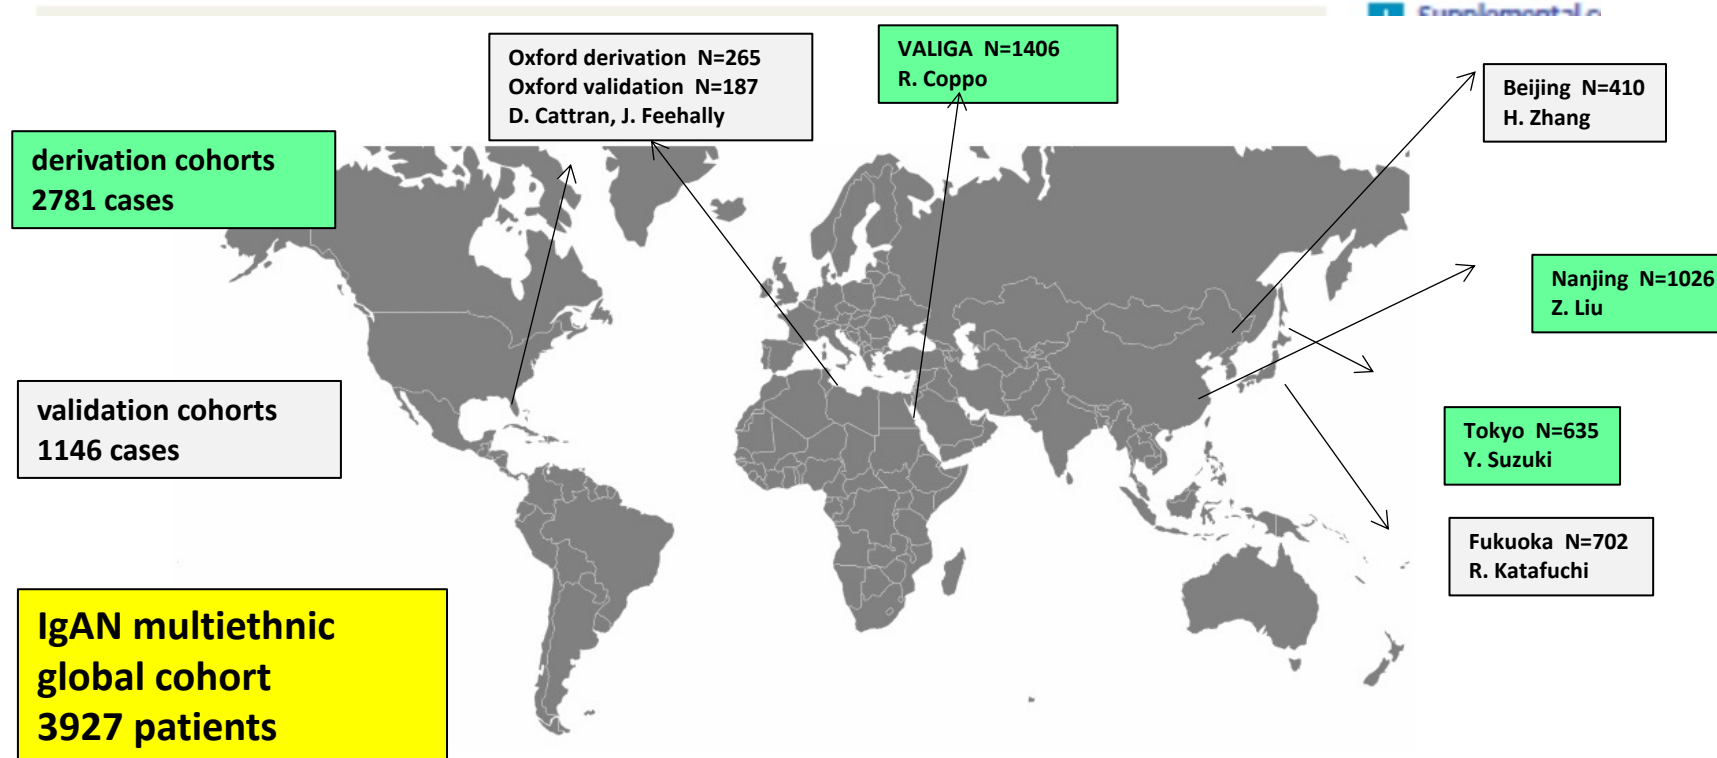 Supplemental
Oxford derivation N=265
Oxford validation N=187
D. Cattran, J. Feehally
VALIGA N=1406
R. Coppo
Beijing N=410
H. Zhang
derivation cohorts
2781 cases
Nanjing N=1026
Z. Liu
validation cohorts
1146 cases
Tokyo N=635
Y. Suzuki
Fukuoka N=702
R. Katafuchi
IgAN multiethnic
global cohort
3927 patients